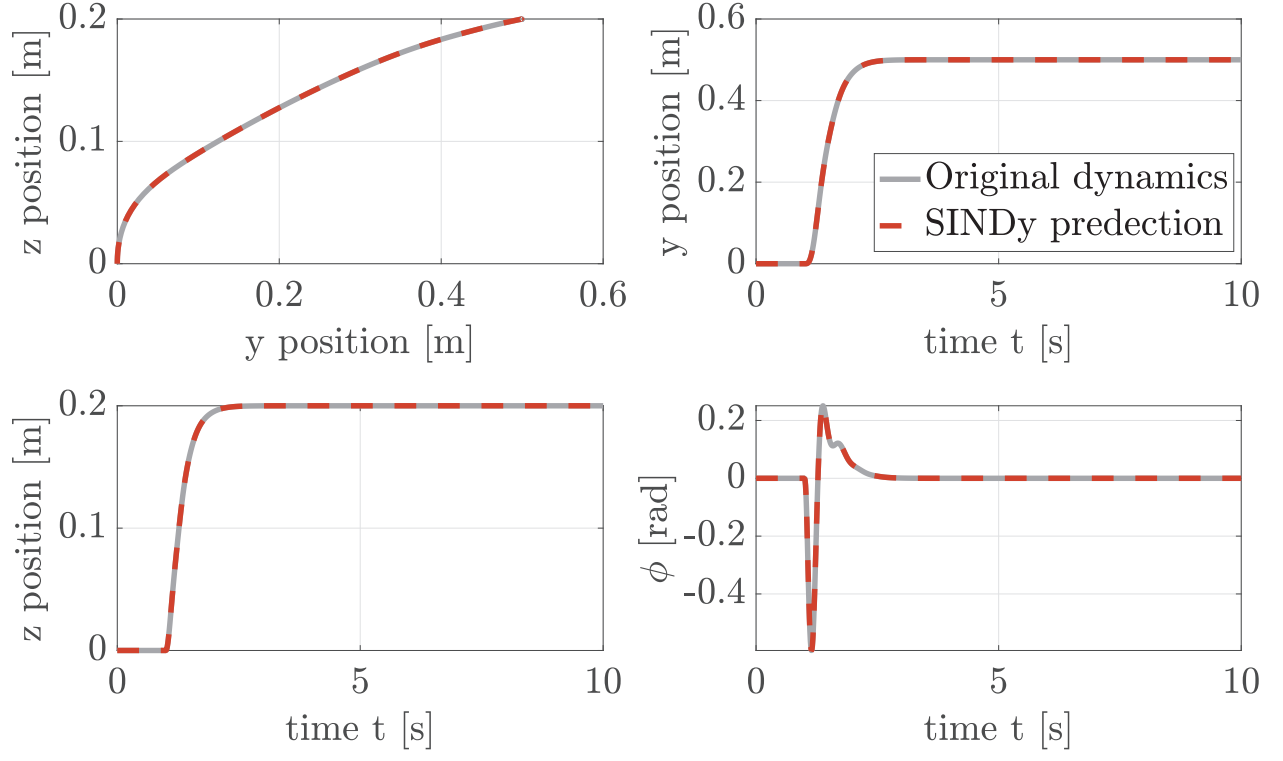 0.2
0.1
0
z position [m]
0 0.2 0.4 0.6
y position [m]
0.6
0.4
0.2
0
y position [m]
Original dynamics
SINDy predection
0 5 10
time t [s]
0.2
0.1
0
z position [m]
0 5 10
time t [s]
0.2
0
-0.2
-0.4
ϕ [rad]
0 5 10
time t [s]